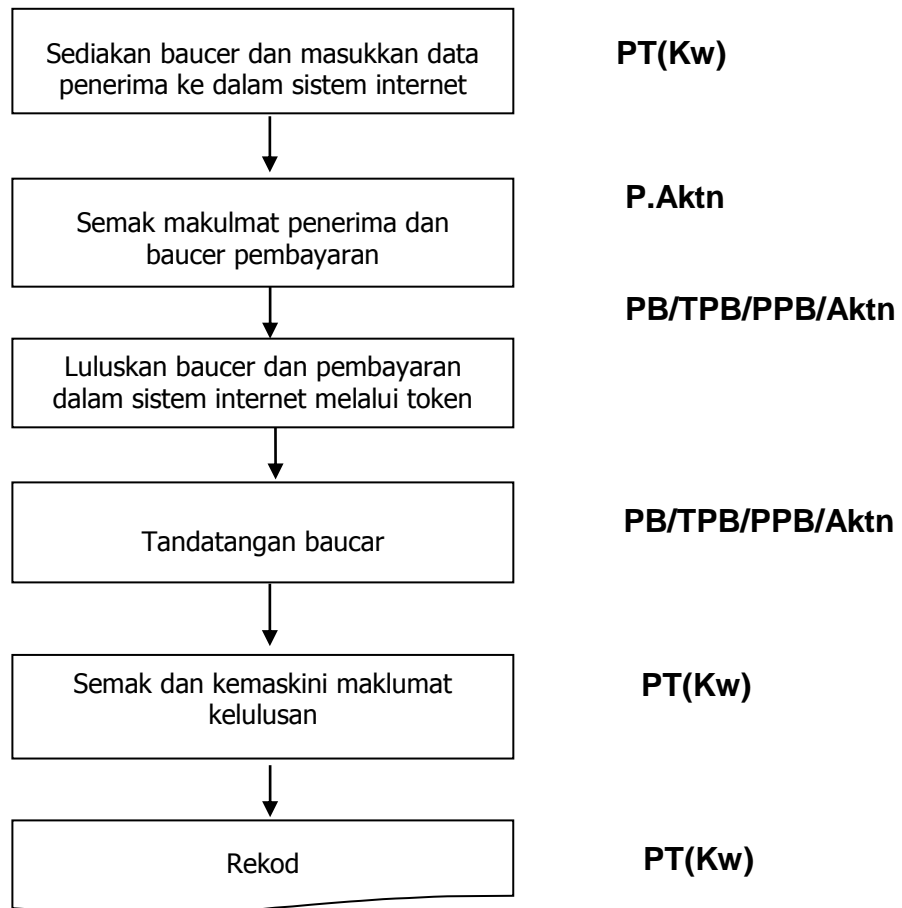 Sediakan baucer dan masukkan data
penerima ke dalam sistem internet
PT(Kw)
Semak makulmat penerima dan
baucer pembayaran
P.Aktn
PB/TPB/PPB/Aktn
Luluskan baucer dan pembayaran
dalam sistem internet melalui token
Tandatangan baucar
PB/TPB/PPB/Aktn
Semak dan kemaskini maklumat
kelulusan
PT(Kw)
Rekod
PT(Kw)